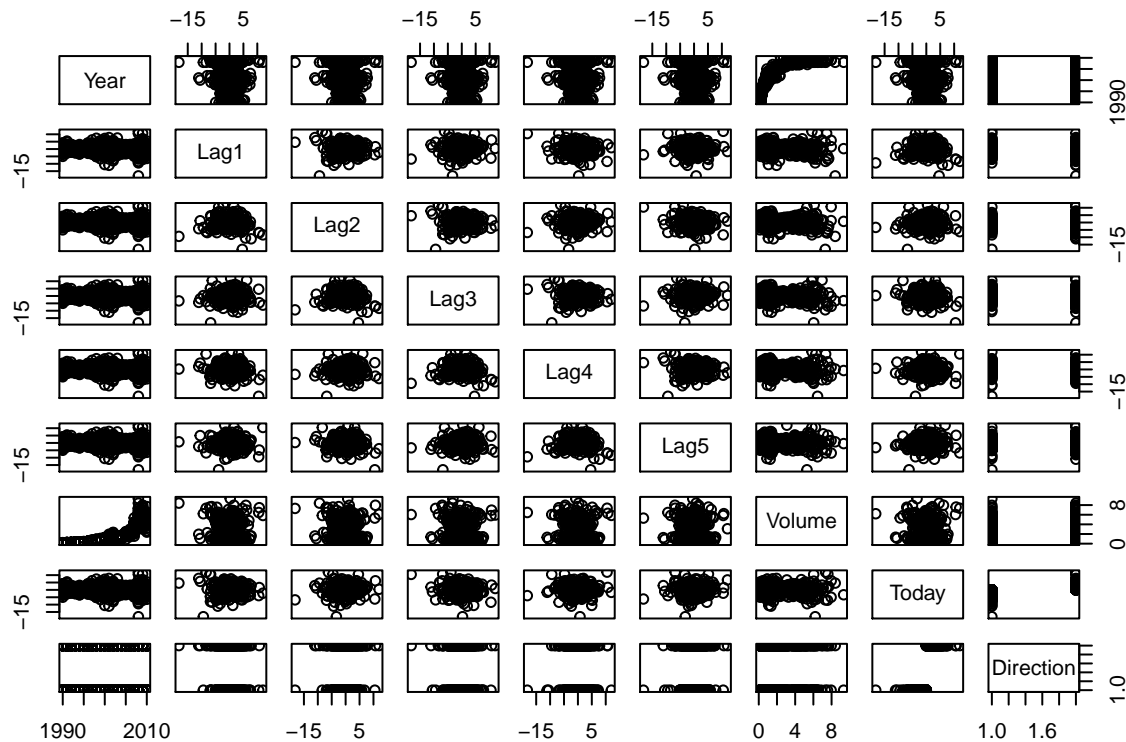 −15 5 −15 5 −15 5 −15 5
Year
1990
−15
Lag1
Lag2
−15
−15
Lag3
Lag4
−15
−15
Lag5
Volume
0 8
−15
Today
Direction
1.0
1990 2010 −15 5 −15 5 0 4 8 1.0 1.6